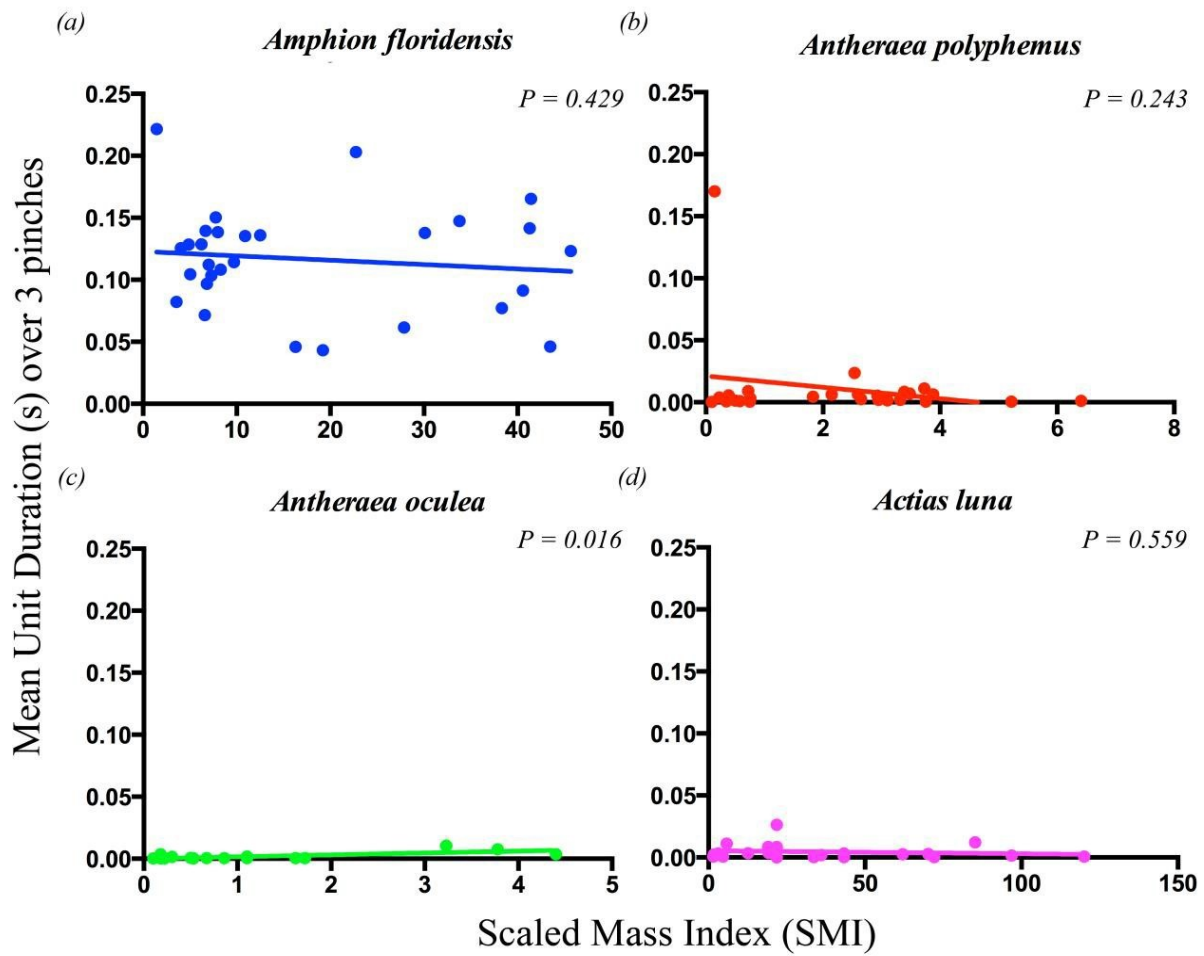 (a)
Amphion floridensis
P = 0.429
0.25
0.20
0.15
0.10
0.05
0.00
0 10 20 30 40 50
(b)
Antheraea polyphemus
P = 0.243
0.25
0.20
0.15
0.10
0.05
0.00
0 2 4 6 8
(c)
Antheraea oculea
P = 0.016
0.25
0.20
0.15
0.10
0.05
0.00
0 1 2 3 4 5
(d)
Actias luna
P = 0.559
0.25
0.20
0.15
0.10
0.05
0.00
0 50 100 150
Mean Unit Duration (s) over 3 pinches
Scaled Mass Index (SMI)